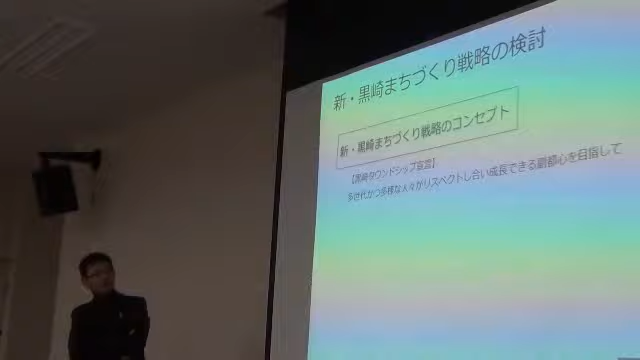 新・黒崎まちづくり戦略の検討
新・黒崎まちづくり戦略のコンセプト
【黒崎タウンドシップ宣言】
多世代かつ多様な人々がリスペクトし合い成長できる副都心を目指して